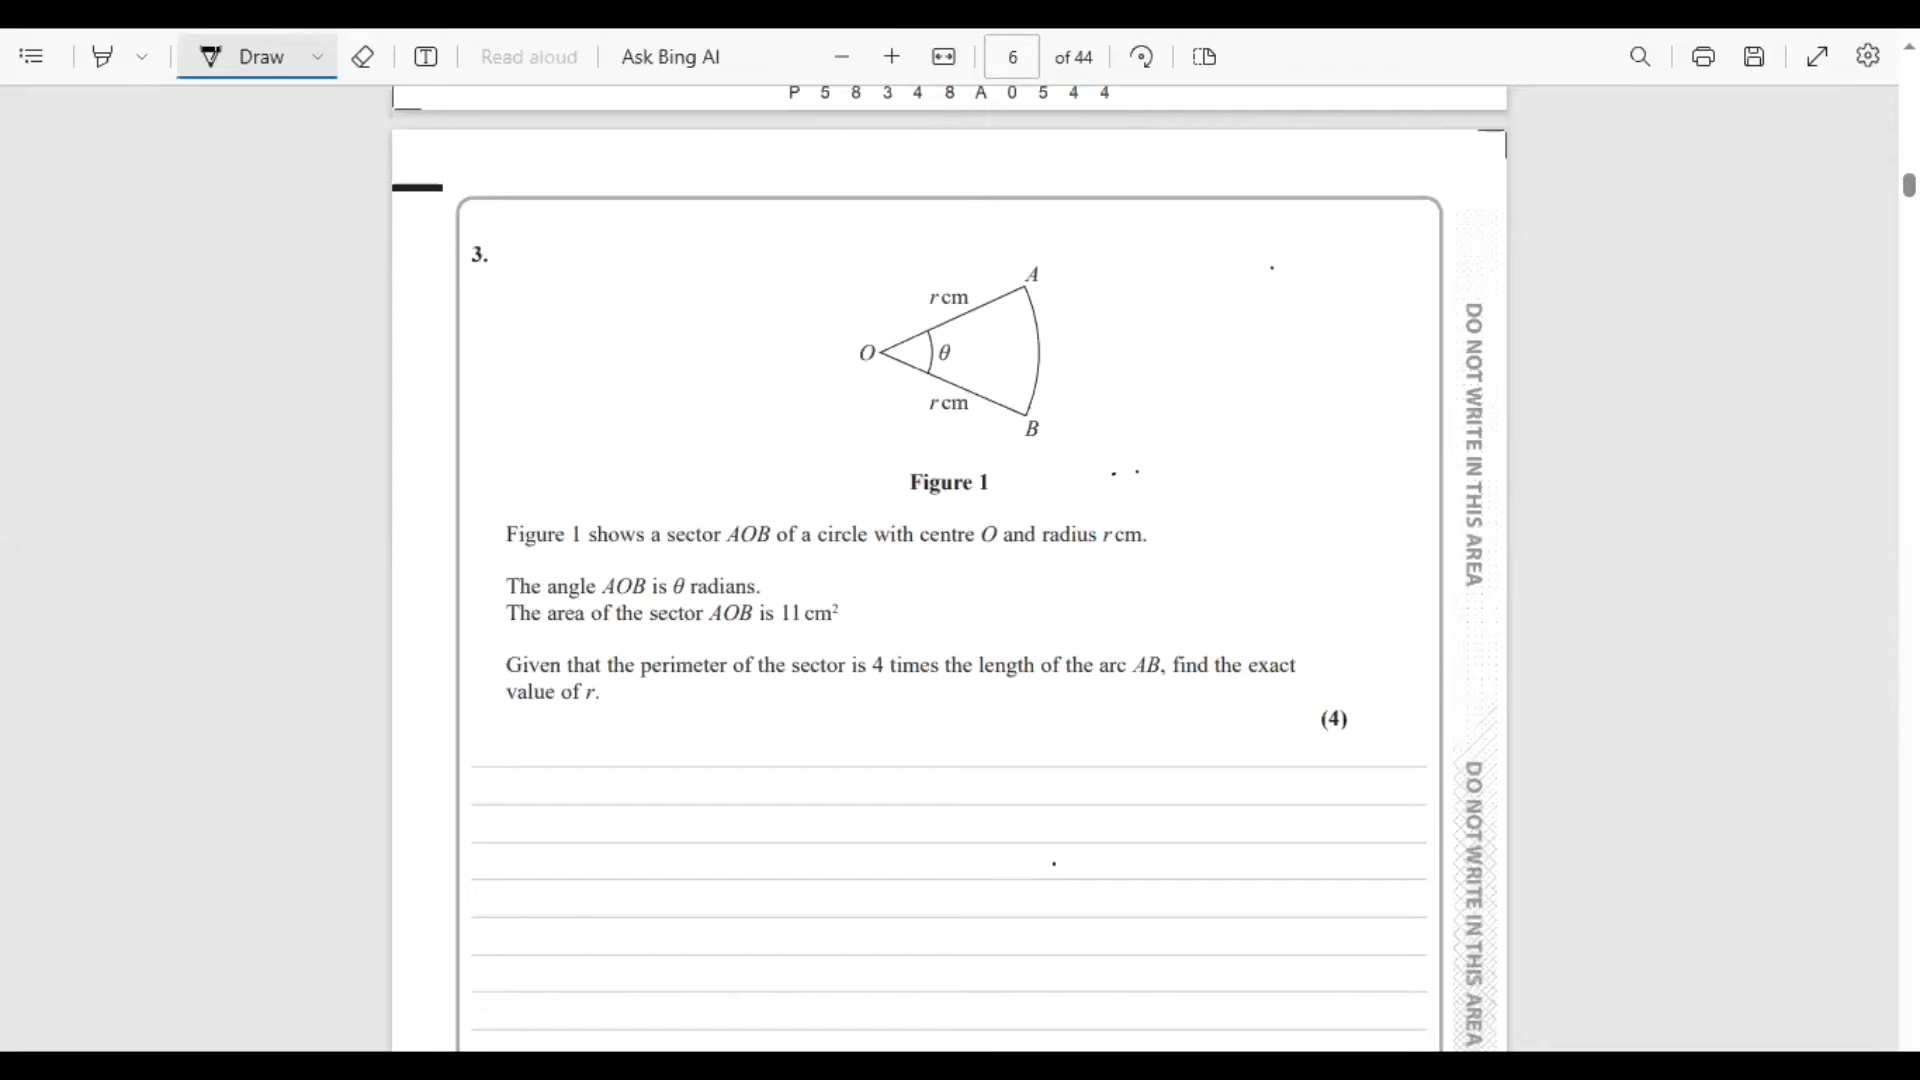 Draw
Read aloud
Ask Bing AI
6
of 44
P 5 8 3 4 8 A 0 5 4 4
3.
A
r cm
O
θ
r cm
B
Figure 1
Figure 1 shows a sector AOB of a circle with centre O and radius r cm.
The angle AOB is θ radians.
The area of the sector AOB is 11 cm²
Given that the perimeter of the sector is 4 times the length of the arc AB, find the exact
value of r.
(4)
DO NOT WRITE IN THIS AREA
DO NOT WRITE IN THIS AREA